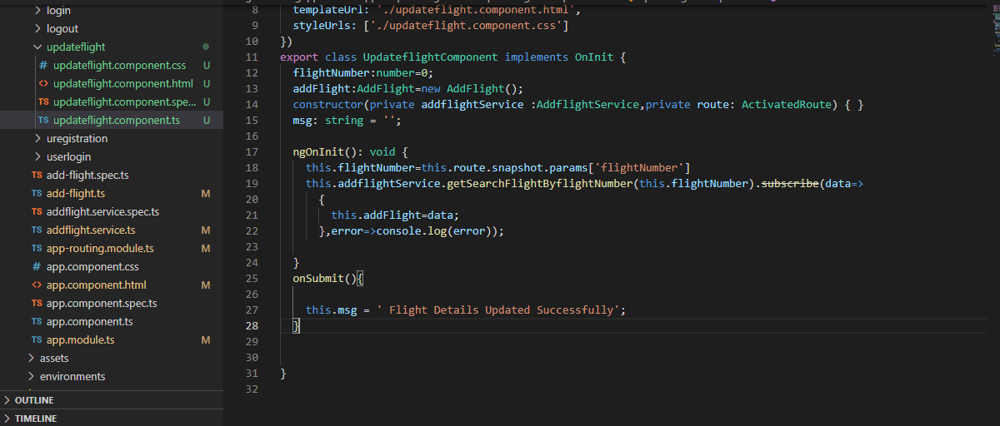 login
logout
updateflight
# updateflight.component.css U
<> updateflight.component.html U
TS updateflight.component.spe... U
TS updateflight.component.ts U
uregistration
userlogin
TS add-flight.spec.ts
TS add-flight.ts M
TS addflight.service.spec.ts
TS addflight.service.ts M
TS app-routing.module.ts M
# app.component.css
<> app.component.html M
TS app.component.spec.ts
TS app.component.ts
TS app.module.ts M
assets
environments
OUTLINE
TIMELINE
8 templateUrl: './updateflight.component.html',
9 styleUrls: ['./updateflight.component.css']
10 })
11 export class UpdateflightComponent implements OnInit {
12 flightNumber:number=0;
13 addFlight:AddFlight=new AddFlight();
14 constructor(private addflightService :AddflightService,private route: ActivatedRoute) { }
15 msg: string = '';
16
17 ngOnInit(): void {
18 this.flightNumber=this.route.snapshot.params['flightNumber']
19 this.addflightService.getSearchFlightByflightNumber(this.flightNumber).subscribe(data=>
20 {
21 this.addFlight=data;
22 },error=>console.log(error));
23
24 }
25 onSubmit(){
26
27 this.msg = ' Flight Details Updated Successfully';
28 }
29
30
31 }
32